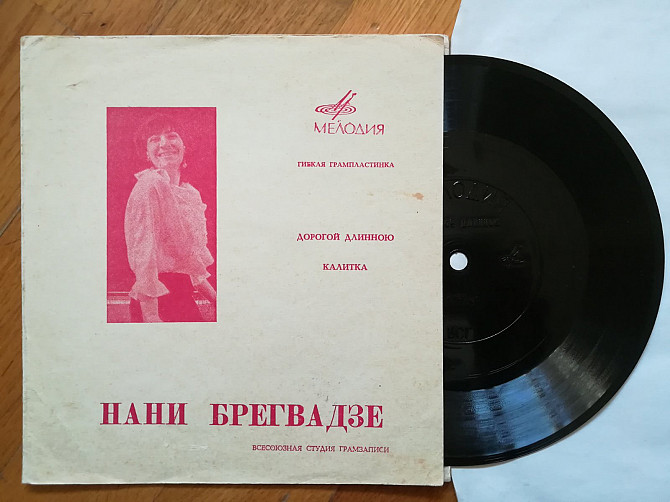 МЕЛОДИЯ
ГИБКАЯ ГРАМПЛАСТИНКА
ДОРОГОЙ ДЛИННОЮ
КАЛИТКА
НАНИ БРЕГВАДЗЕ
ВСЕСОЮЗНАЯ СТУДИЯ ГРАМЗАПИСИ